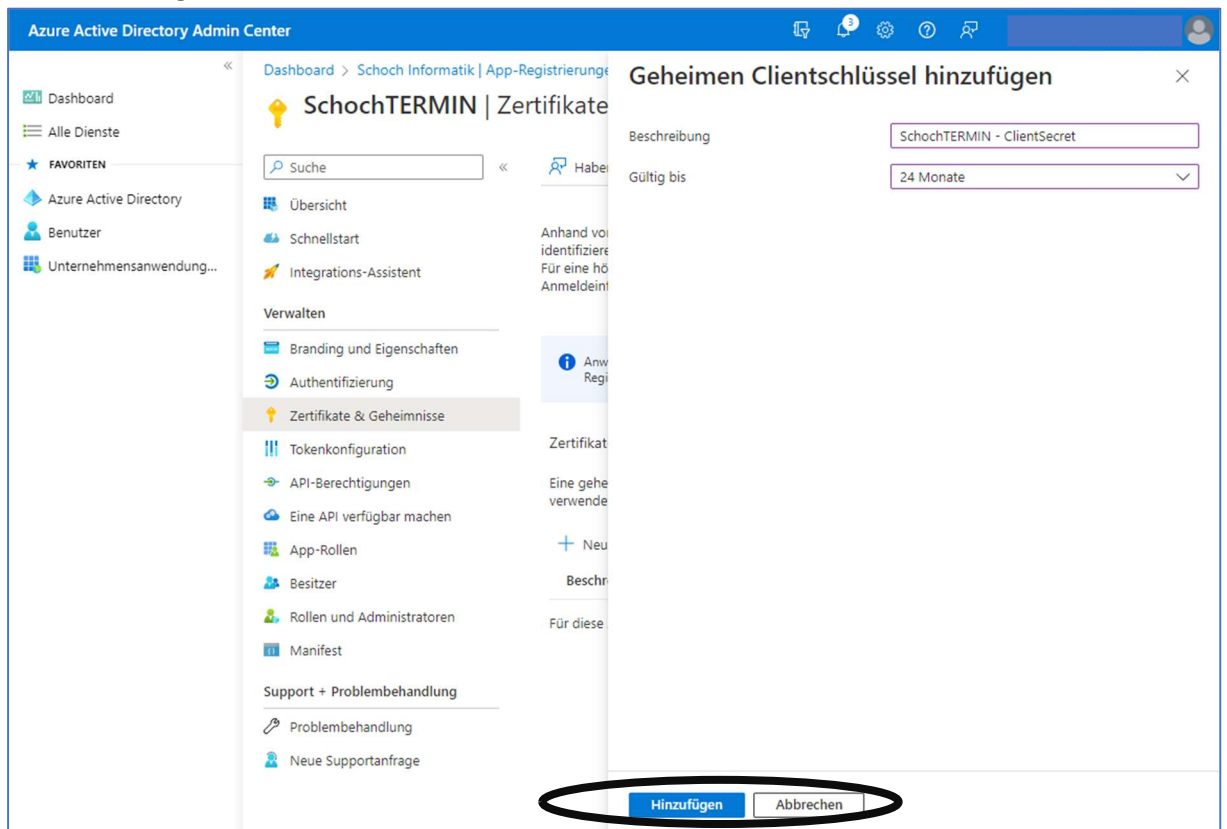 Azure Active Directory Admin Center
3
Dashboard
Alle Dienste
FAVORITEN
Azure Active Directory
Benutzer
Unternehmensanwendung...
Dashboard > Schoch Informatik | App-Registrierunge
SchochTERMIN | Zertifikate
Suche
Übersicht
Schnellstart
Integrations-Assistent
Verwalten
Branding und Eigenschaften
Authentifizierung
Zertifikate & Geheimnisse
Tokenkonfiguration
API-Berechtigungen
Eine API verfügbar machen
App-Rollen
Besitzer
Rollen und Administratoren
Manifest
Support + Problembehandlung
Problembehandlung
Neue Supportanfrage
Haben
Anhand von
identifiziere
Für eine hö
Anmeldeinf
Anw
Regi
Zertifikat
Eine gehe
verwende
Neu
Beschr
Für diese
Geheimen Clientschlüssel hinzufügen
Beschreibung
SchochTERMIN - ClientSecret
Gültig bis
24 Monate
Hinzufügen
Abbrechen